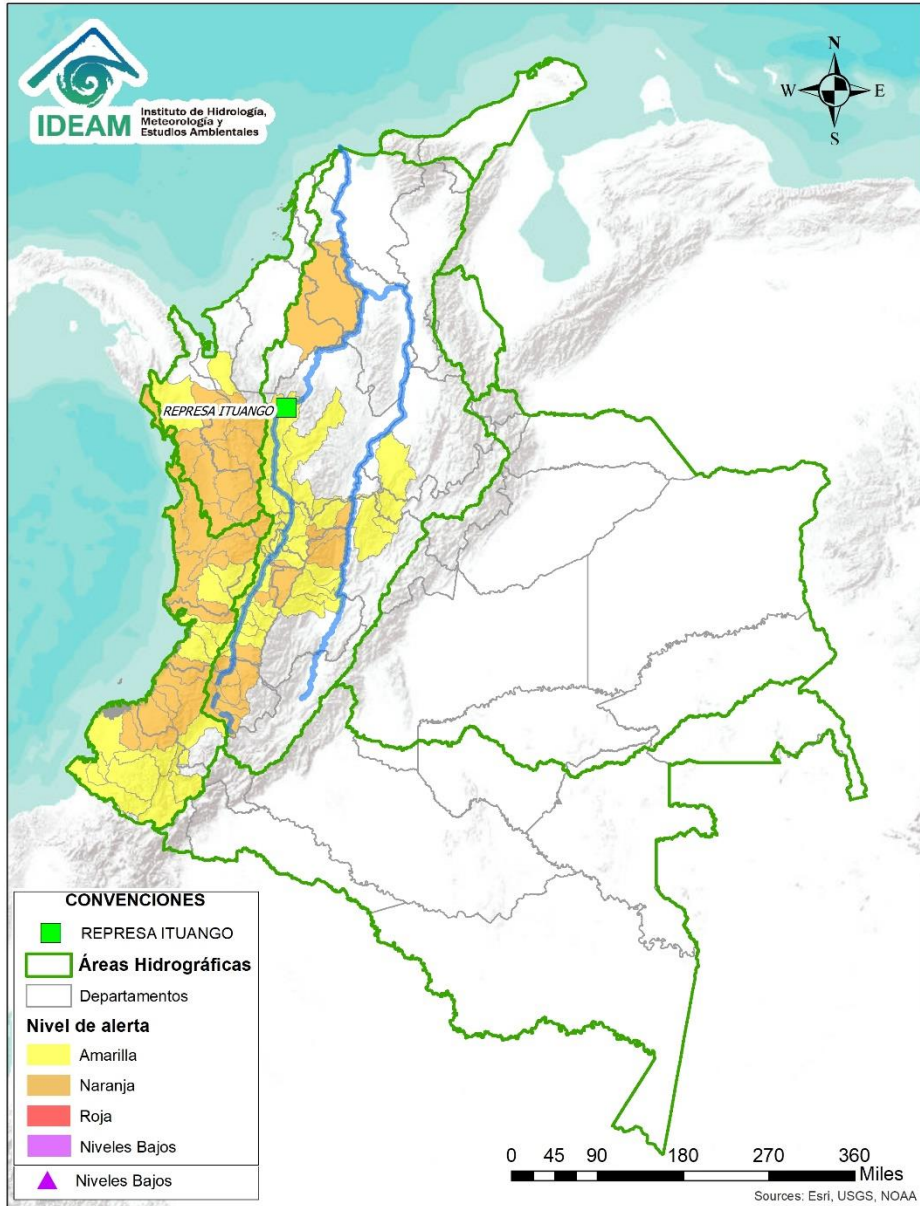 IDEAM
Instituto de Hidrología,
Meteorología y
Estudios Ambientales
N
W
E
S
REPRESA ITUANGO
CONVENCIONES
REPRESA ITUANGO
Áreas Hidrográficas
Departamentos
Nivel de alerta
Amarilla
Naranja
Roja
Niveles Bajos
Niveles Bajos
0 45 90 180 270 360
Miles
Sources: Esri, USGS, NOAA